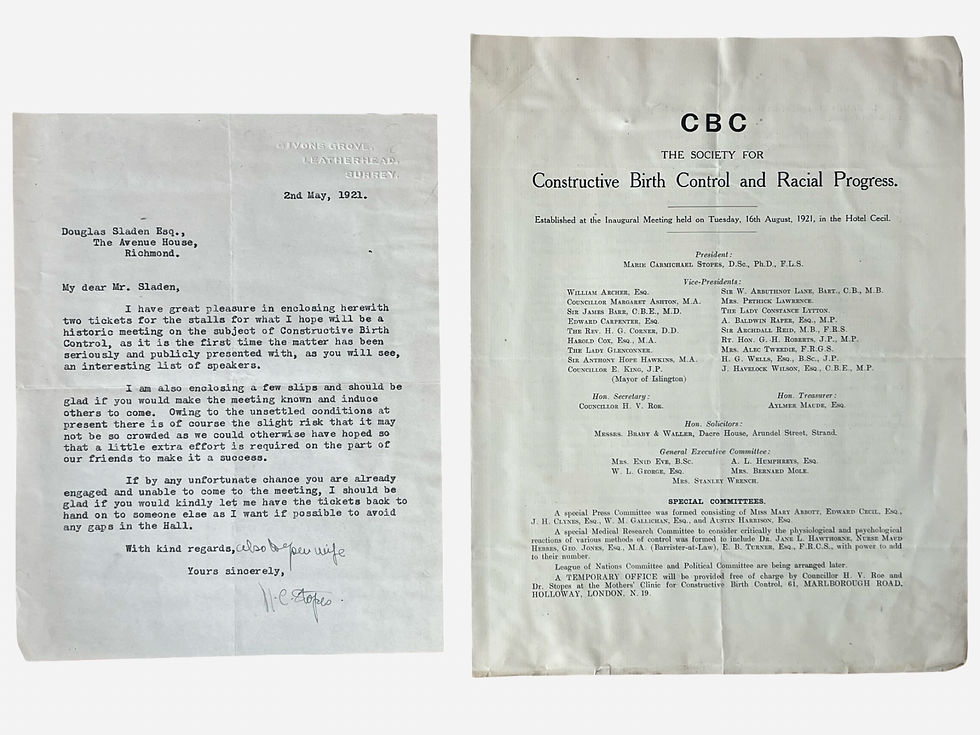 GIVONS GROVE,
LEATHERHEAD,
SURREY.
2nd May, 1921.
Douglas Sladen Esq.,
The Avenue House,
Richmond.
My dear Mr. Sladen,
I have great pleasure in enclosing herewith
two tickets for the stalls for what I hope will be a
historic meeting on the subject of Constructive Birth
Control, as it is the first time the matter has been
seriously and publicly presented with, as you will see,
an interesting list of speakers.
I am also enclosing a few slips and should be
glad if you would make the meeting known and induce
others to come. Owing to the unsettled conditions at
present there is of course the slight risk that it may
not be so crowded as we could otherwise have hoped so
that a little extra effort is required on the part of
our friends to make it a success.
If by any unfortunate chance you are already
engaged and unable to come to the meeting, I should be
glad if you would kindly let me have the tickets back to
hand on to someone else as I want if possible to avoid
any gaps in the Hall.
With kind regards, also to your wife
Yours sincerely,
M. C. Stopes.
CBC
THE SOCIETY FOR
Constructive Birth Control and Racial Progress.
Established at the Inaugural Meeting held on Tuesday, 16th August, 1921, in the Hotel Cecil.
President:
MARIE CARMICHAEL STOPES, D.Sc., Ph.D., F.L.S.
Vice-Presidents:
WILLIAM ARCHER, ESQ.
COUNCILLOR MARGARET ASHTON, M.A.
SIR JAMES BARR, C.B.E., M.D.
EDWARD CARPENTER, ESQ.
THE REV. H. G. CORNER, D.D.
HAROLD COX, ESQ., M.A.
THE LADY GLENCONNER.
SIR ANTHONY HOPE HAWKINS, M.A.
COUNCILLOR E. KING, J.P.
(Mayor of Islington)
SIR W. ARBUTHNOT LANE, BART., C.B., M.B.
MRS. PETHICK LAWRENCE.
THE LADY CONSTANCE LYTTON.
A. BALDWIN RAPER, ESQ., M.P.
SIR ARCHDALL REID, M.B., F.R.S.
RT. HON. G. H. ROBERTS, J.P., M.P.
MRS. ALEC TWEEDIE, F.R.G.S.
H. G. WELLS, ESQ., B.Sc., J.P.
J. HAVELOCK WILSON, ESQ., C.B.E., M.P.
Hon. Secretary:
COUNCILLOR H. V. ROE.
Hon. Treasurer:
AYLMER MAUDE, ESQ.
Hon. Solicitors:
MESSRS. BRABY & WALLER, Dacre House, Arundel Street, Strand.
General Executive Committee:
MRS. ENID EVE, B.Sc.
A. L. HUMPHREYS, ESQ.
W. L. GEORGE, ESQ.
MRS. BERNARD MOLE.
MRS. STANLEY WRENCH.
SPECIAL COMMITTEES.
A special Press Committee was formed consisting of MISS MARY ABBOTT, EDWARD CECIL, ESQ.,
J. H. CLYNES, ESQ., W. M. GALLICHAN, ESQ., and AUSTIN HARRISON, ESQ.
A special Medical Research Committee to consider critically the physiological and psychological
reactions of various methods of control was formed to include DR. JANE L. HAWTHORNE, NURSE MAUD
HEBBES, GEO. JONES, ESQ., M.A. (Barrister-at-Law), E. B. TURNER, ESQ., F.R.C.S., with power to add
to their number.
League of Nations Committee and Political Committee are being arranged later.
A TEMPORARY OFFICE will be provided free of charge by Councillor H. V. Roe and
Dr. Stopes at the Mothers' Clinic for Constructive Birth Control, 61, MARLBOROUGH ROAD,
HOLLOWAY, LONDON, N. 19.